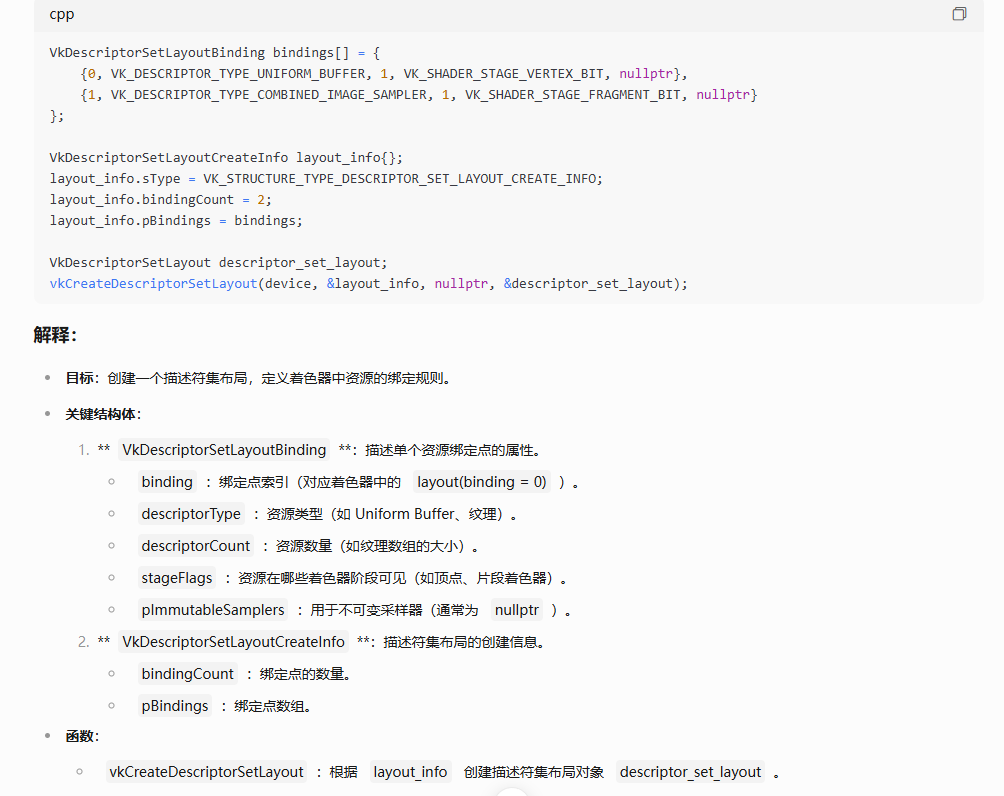 cpp
VkDescriptorSetLayoutBinding bindings[] = {
    {0, VK_DESCRIPTOR_TYPE_UNIFORM_BUFFER, 1, VK_SHADER_STAGE_VERTEX_BIT, nullptr},
    {1, VK_DESCRIPTOR_TYPE_COMBINED_IMAGE_SAMPLER, 1, VK_SHADER_STAGE_FRAGMENT_BIT, nullptr}
};

VkDescriptorSetLayoutCreateInfo layout_info{};
layout_info.sType = VK_STRUCTURE_TYPE_DESCRIPTOR_SET_LAYOUT_CREATE_INFO;
layout_info.bindingCount = 2;
layout_info.pBindings = bindings;

VkDescriptorSetLayout descriptor_set_layout;
vkCreateDescriptorSetLayout(device, &layout_info, nullptr, &descriptor_set_layout);
解释：
• 目标：创建一个描述符集布局，定义着色器中资源的绑定规则。
• 关键结构体：
1. ** VkDescriptorSetLayoutBinding **：描述单个资源绑定点的属性。
○ binding ：绑定点索引（对应着色器中的 layout(binding = 0) ）。
○ descriptorType ：资源类型（如 Uniform Buffer、纹理）。
○ descriptorCount ：资源数量（如纹理数组的大小）。
○ stageFlags ：资源在哪些着色器阶段可见（如顶点、片段着色器）。
○ pImmutableSamplers ：用于不可变采样器（通常为 nullptr ）。
2. ** VkDescriptorSetLayoutCreateInfo **：描述符集布局的创建信息。
○ bindingCount ：绑定点的数量。
○ pBindings ：绑定点数组。
• 函数：
○ vkCreateDescriptorSetLayout ：根据 layout_info 创建描述符集布局对象 descriptor_set_layout 。